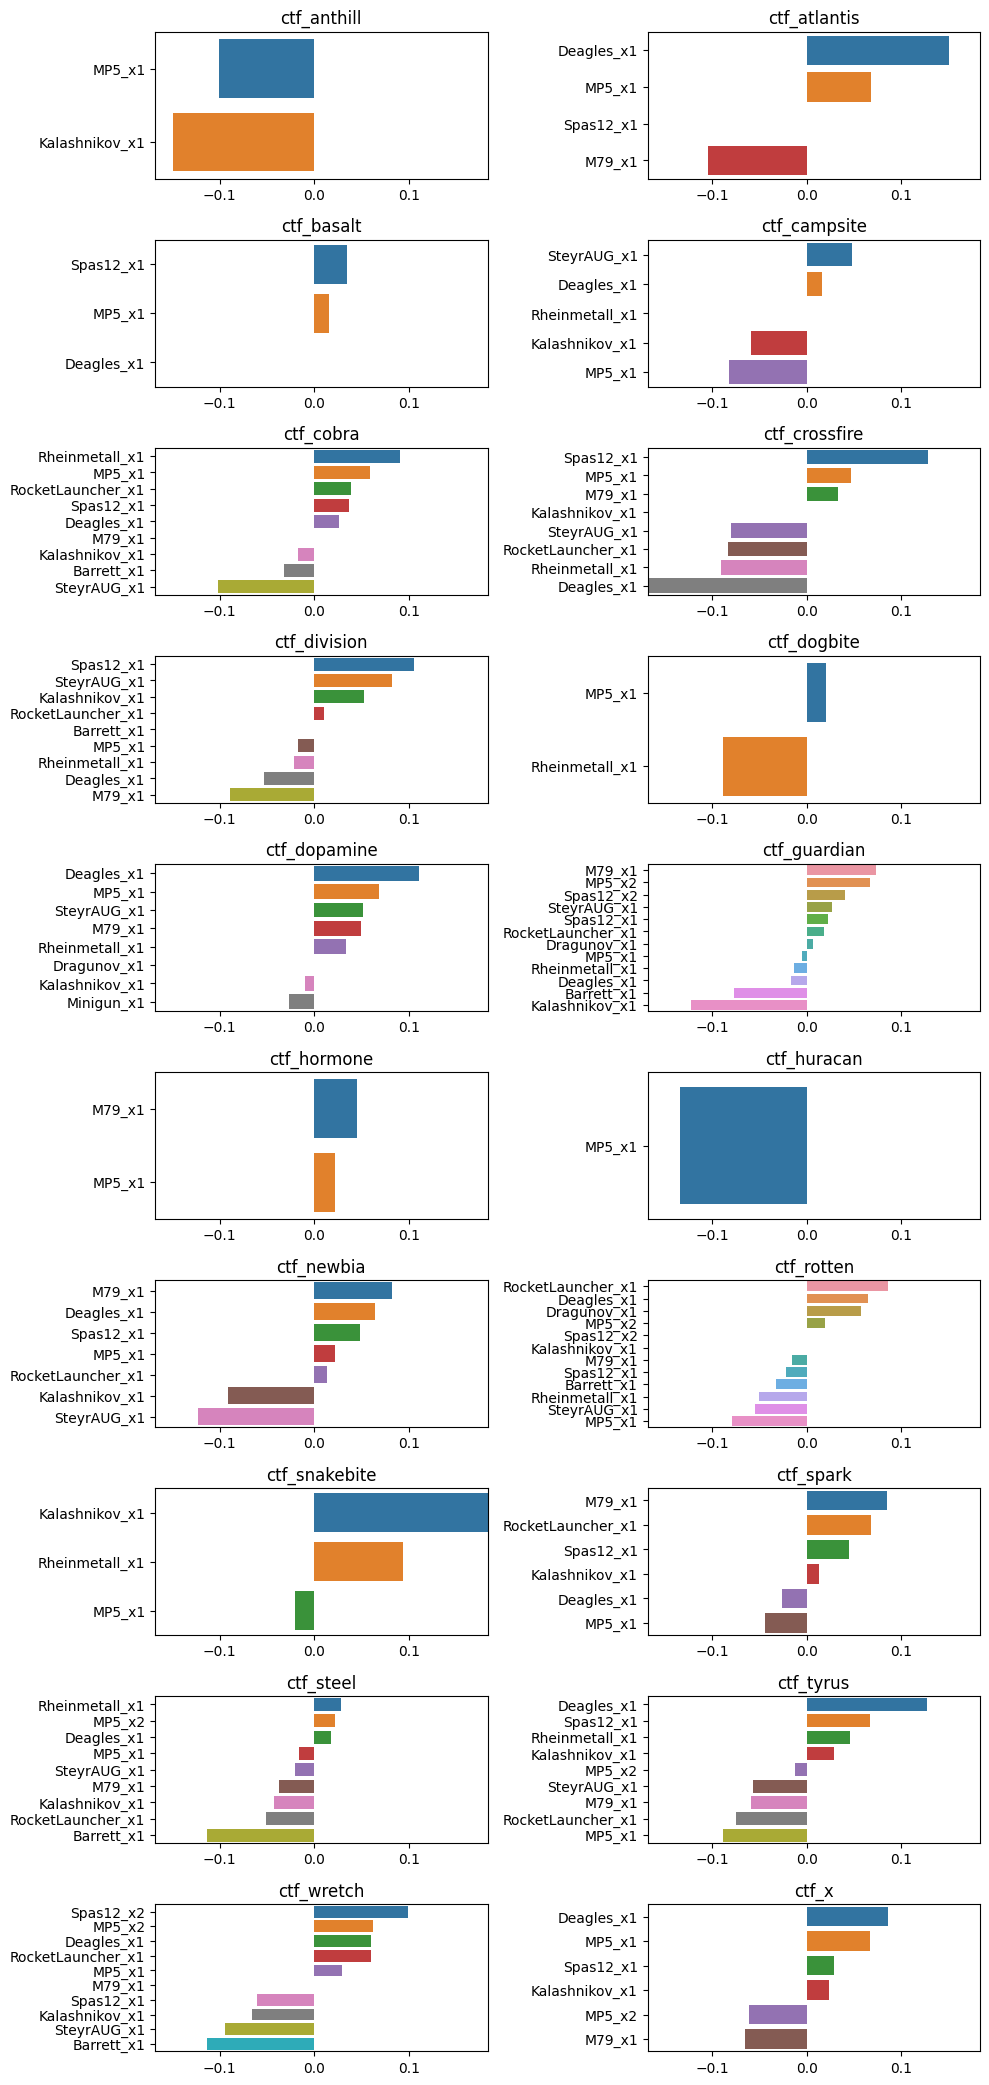 ctf_anthill
MP5_x1
Kalashnikov_x1
−0.1 0.0 0.1
ctf_atlantis
Deagles_x1
MP5_x1
Spas12_x1
M79_x1
−0.1 0.0 0.1
ctf_basalt
Spas12_x1
MP5_x1
Deagles_x1
−0.1 0.0 0.1
ctf_campsite
SteyrAUG_x1
Deagles_x1
Rheinmetall_x1
Kalashnikov_x1
MP5_x1
−0.1 0.0 0.1
ctf_cobra
Rheinmetall_x1
MP5_x1
RocketLauncher_x1
Spas12_x1
Deagles_x1
M79_x1
Kalashnikov_x1
Barrett_x1
SteyrAUG_x1
−0.1 0.0 0.1
ctf_crossfire
Spas12_x1
MP5_x1
M79_x1
Kalashnikov_x1
SteyrAUG_x1
RocketLauncher_x1
Rheinmetall_x1
Deagles_x1
−0.1 0.0 0.1
ctf_division
Spas12_x1
SteyrAUG_x1
Kalashnikov_x1
RocketLauncher_x1
Barrett_x1
MP5_x1
Rheinmetall_x1
Deagles_x1
M79_x1
−0.1 0.0 0.1
ctf_dogbite
MP5_x1
Rheinmetall_x1
−0.1 0.0 0.1
ctf_dopamine
Deagles_x1
MP5_x1
SteyrAUG_x1
M79_x1
Rheinmetall_x1
Dragunov_x1
Kalashnikov_x1
Minigun_x1
−0.1 0.0 0.1
ctf_guardian
M79_x1
MP5_x2
Spas12_x2
SteyrAUG_x1
Spas12_x1
RocketLauncher_x1
Dragunov_x1
MP5_x1
Rheinmetall_x1
Deagles_x1
Barrett_x1
Kalashnikov_x1
−0.1 0.0 0.1
ctf_hormone
M79_x1
MP5_x1
−0.1 0.0 0.1
ctf_huracan
MP5_x1
−0.1 0.0 0.1
ctf_newbia
M79_x1
Deagles_x1
Spas12_x1
MP5_x1
RocketLauncher_x1
Kalashnikov_x1
SteyrAUG_x1
−0.1 0.0 0.1
ctf_rotten
RocketLauncher_x1
Deagles_x1
Dragunov_x1
MP5_x2
Spas12_x2
Kalashnikov_x1
M79_x1
Spas12_x1
Barrett_x1
Rheinmetall_x1
SteyrAUG_x1
MP5_x1
−0.1 0.0 0.1
ctf_snakebite
Kalashnikov_x1
Rheinmetall_x1
MP5_x1
−0.1 0.0 0.1
ctf_spark
M79_x1
RocketLauncher_x1
Spas12_x1
Kalashnikov_x1
Deagles_x1
MP5_x1
−0.1 0.0 0.1
ctf_steel
Rheinmetall_x1
MP5_x2
Deagles_x1
MP5_x1
SteyrAUG_x1
M79_x1
Kalashnikov_x1
RocketLauncher_x1
Barrett_x1
−0.1 0.0 0.1
ctf_tyrus
Deagles_x1
Spas12_x1
Rheinmetall_x1
Kalashnikov_x1
MP5_x2
SteyrAUG_x1
M79_x1
RocketLauncher_x1
MP5_x1
−0.1 0.0 0.1
ctf_wretch
Spas12_x2
MP5_x2
Deagles_x1
RocketLauncher_x1
MP5_x1
M79_x1
Spas12_x1
Kalashnikov_x1
SteyrAUG_x1
Barrett_x1
−0.1 0.0 0.1
ctf_x
Deagles_x1
MP5_x1
Spas12_x1
Kalashnikov_x1
MP5_x2
M79_x1
−0.1 0.0 0.1